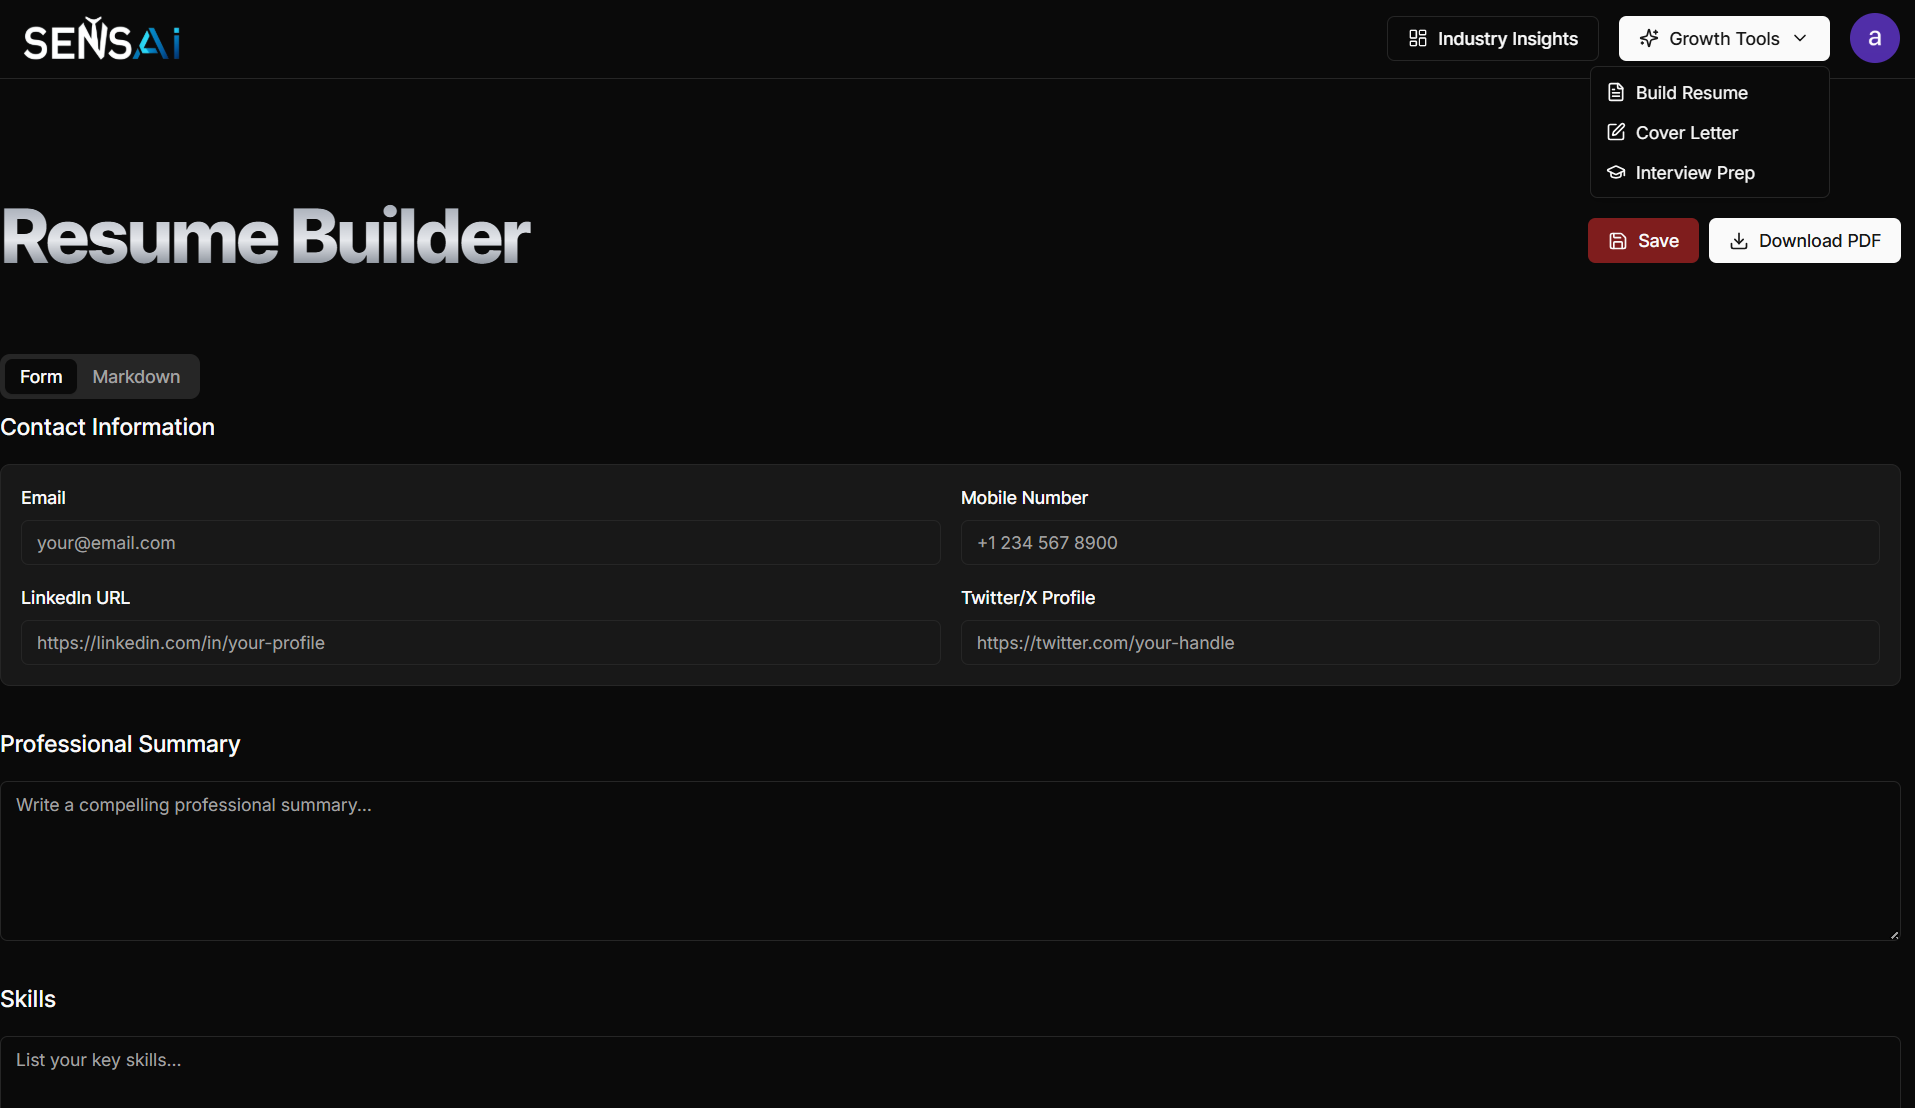 SENSAi
Industry Insights
Growth Tools
a
Build Resume
Cover Letter
Interview Prep
Resume Builder
Save
Download PDF
Form
Markdown
Contact Information
Email
Mobile Number
your@email.com
+1 234 567 8900
LinkedIn URL
Twitter/X Profile
https://linkedin.com/in/your-profile
https://twitter.com/your-handle
Professional Summary
Write a compelling professional summary...
Skills
List your key skills...